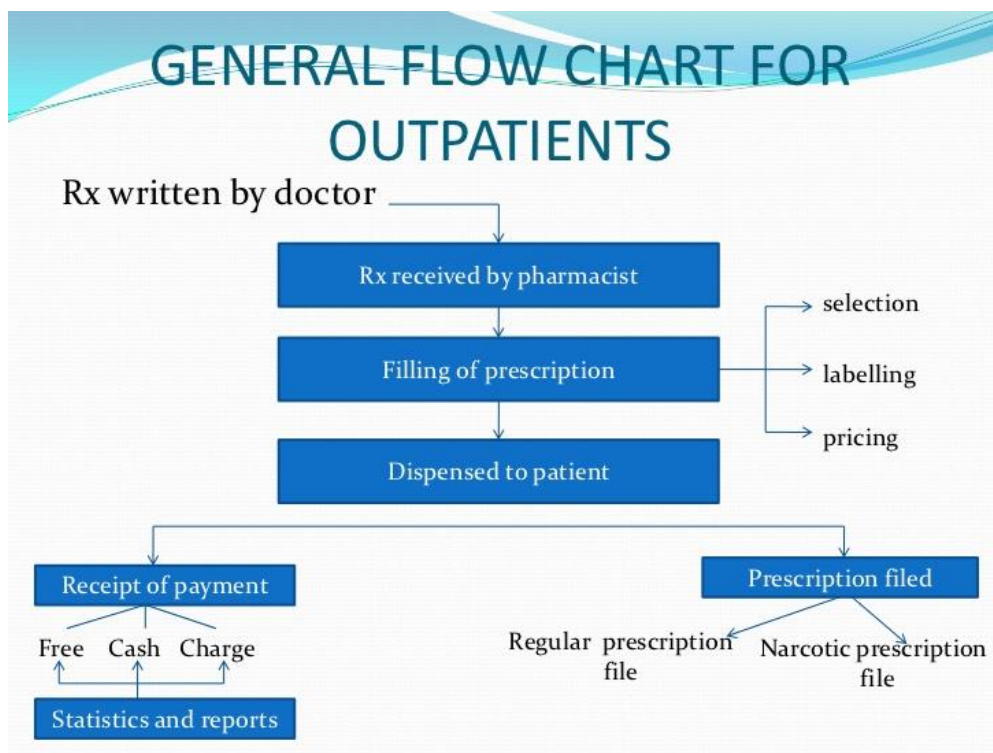 GENERAL FLOW CHART FOR
OUTPATIENTS
Rx written by doctor
Rx received by pharmacist
Filling of prescription
selection
labelling
pricing
Dispensed to patient
Receipt of payment
Free Cash Charge
Statistics and reports
Prescription filed
Regular prescription
file
Narcotic prescription
file